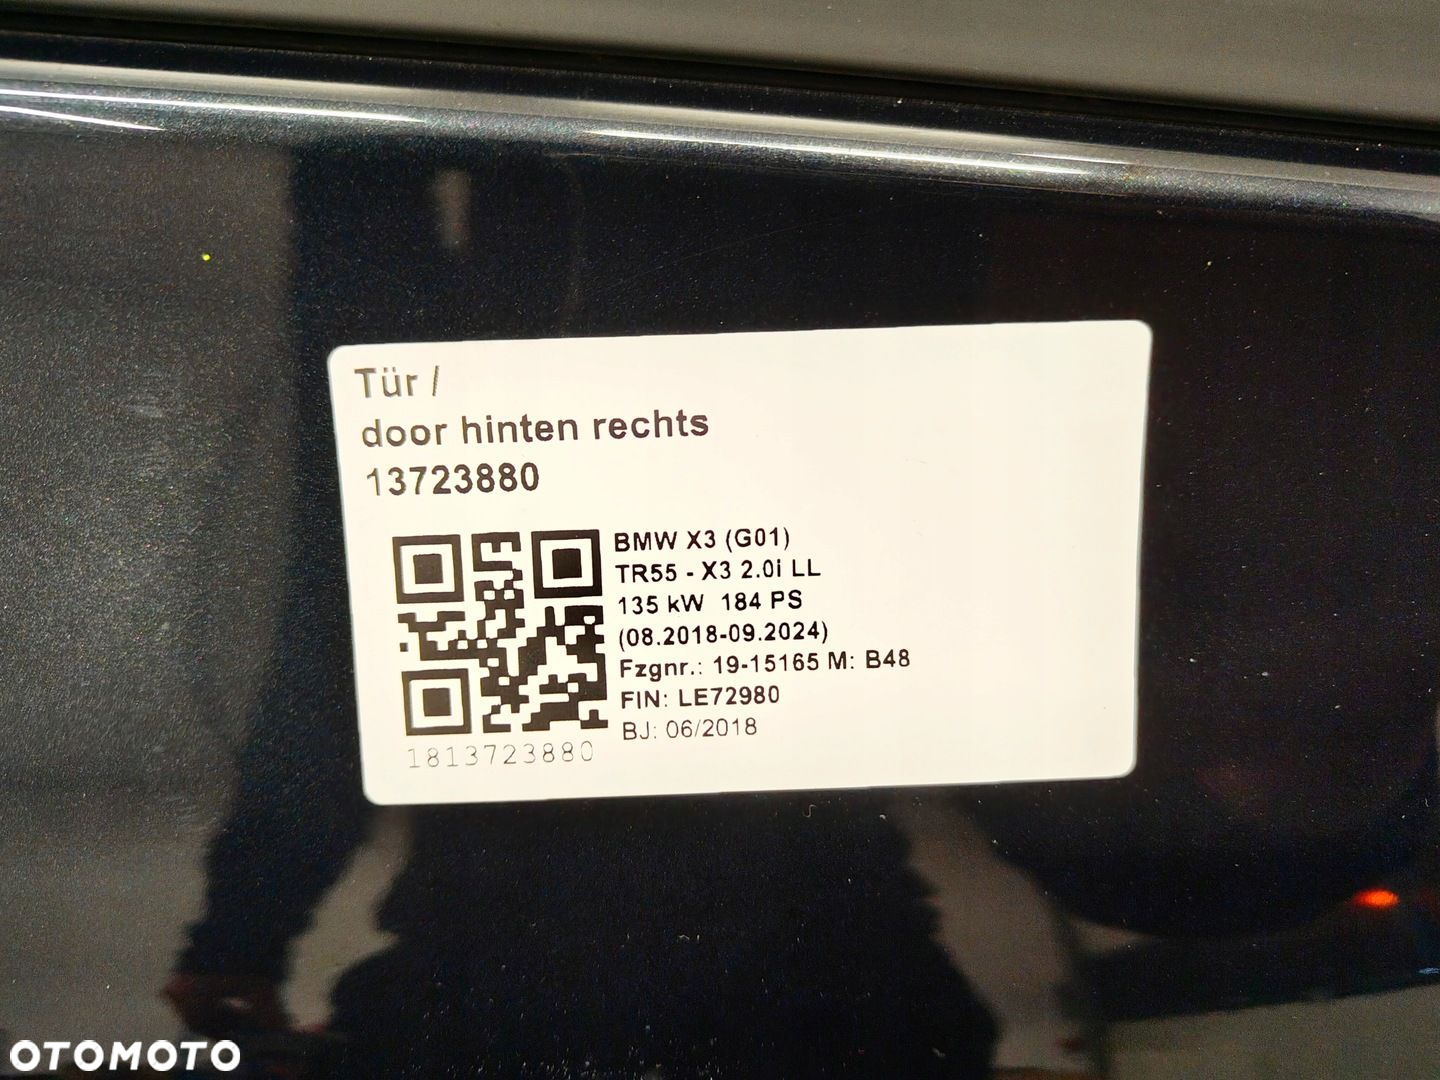 Tür /
door hinten rechts
13723880
BMW X3 (G01)
TR55 - X3 2.0i LL
135 kW 184 PS
(08.2018-09.2024)
Fzgnr.: 19-15165 M: B48
FIN: LE72980
BJ: 06/2018
1813723880
OTOMOTO